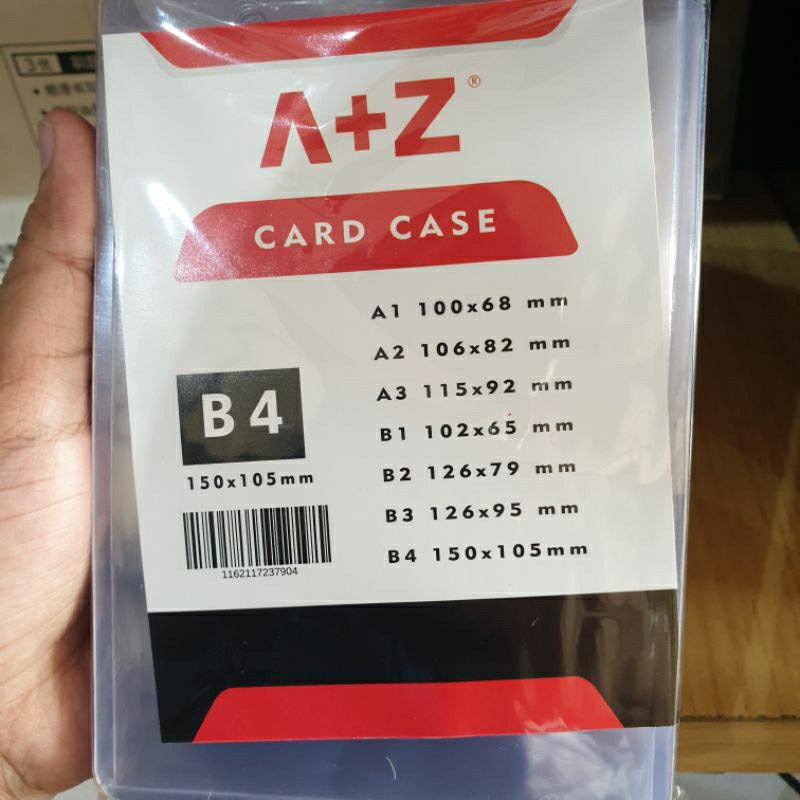 A+Z®
CARD CASE
A1 100x68 mm
A2 106x82 mm
A3 115x92 mm
B1 102x65 mm
B2 126x79 mm
B3 126x95 mm
B4 150x105mm
B4
150x105mm
1162117237904